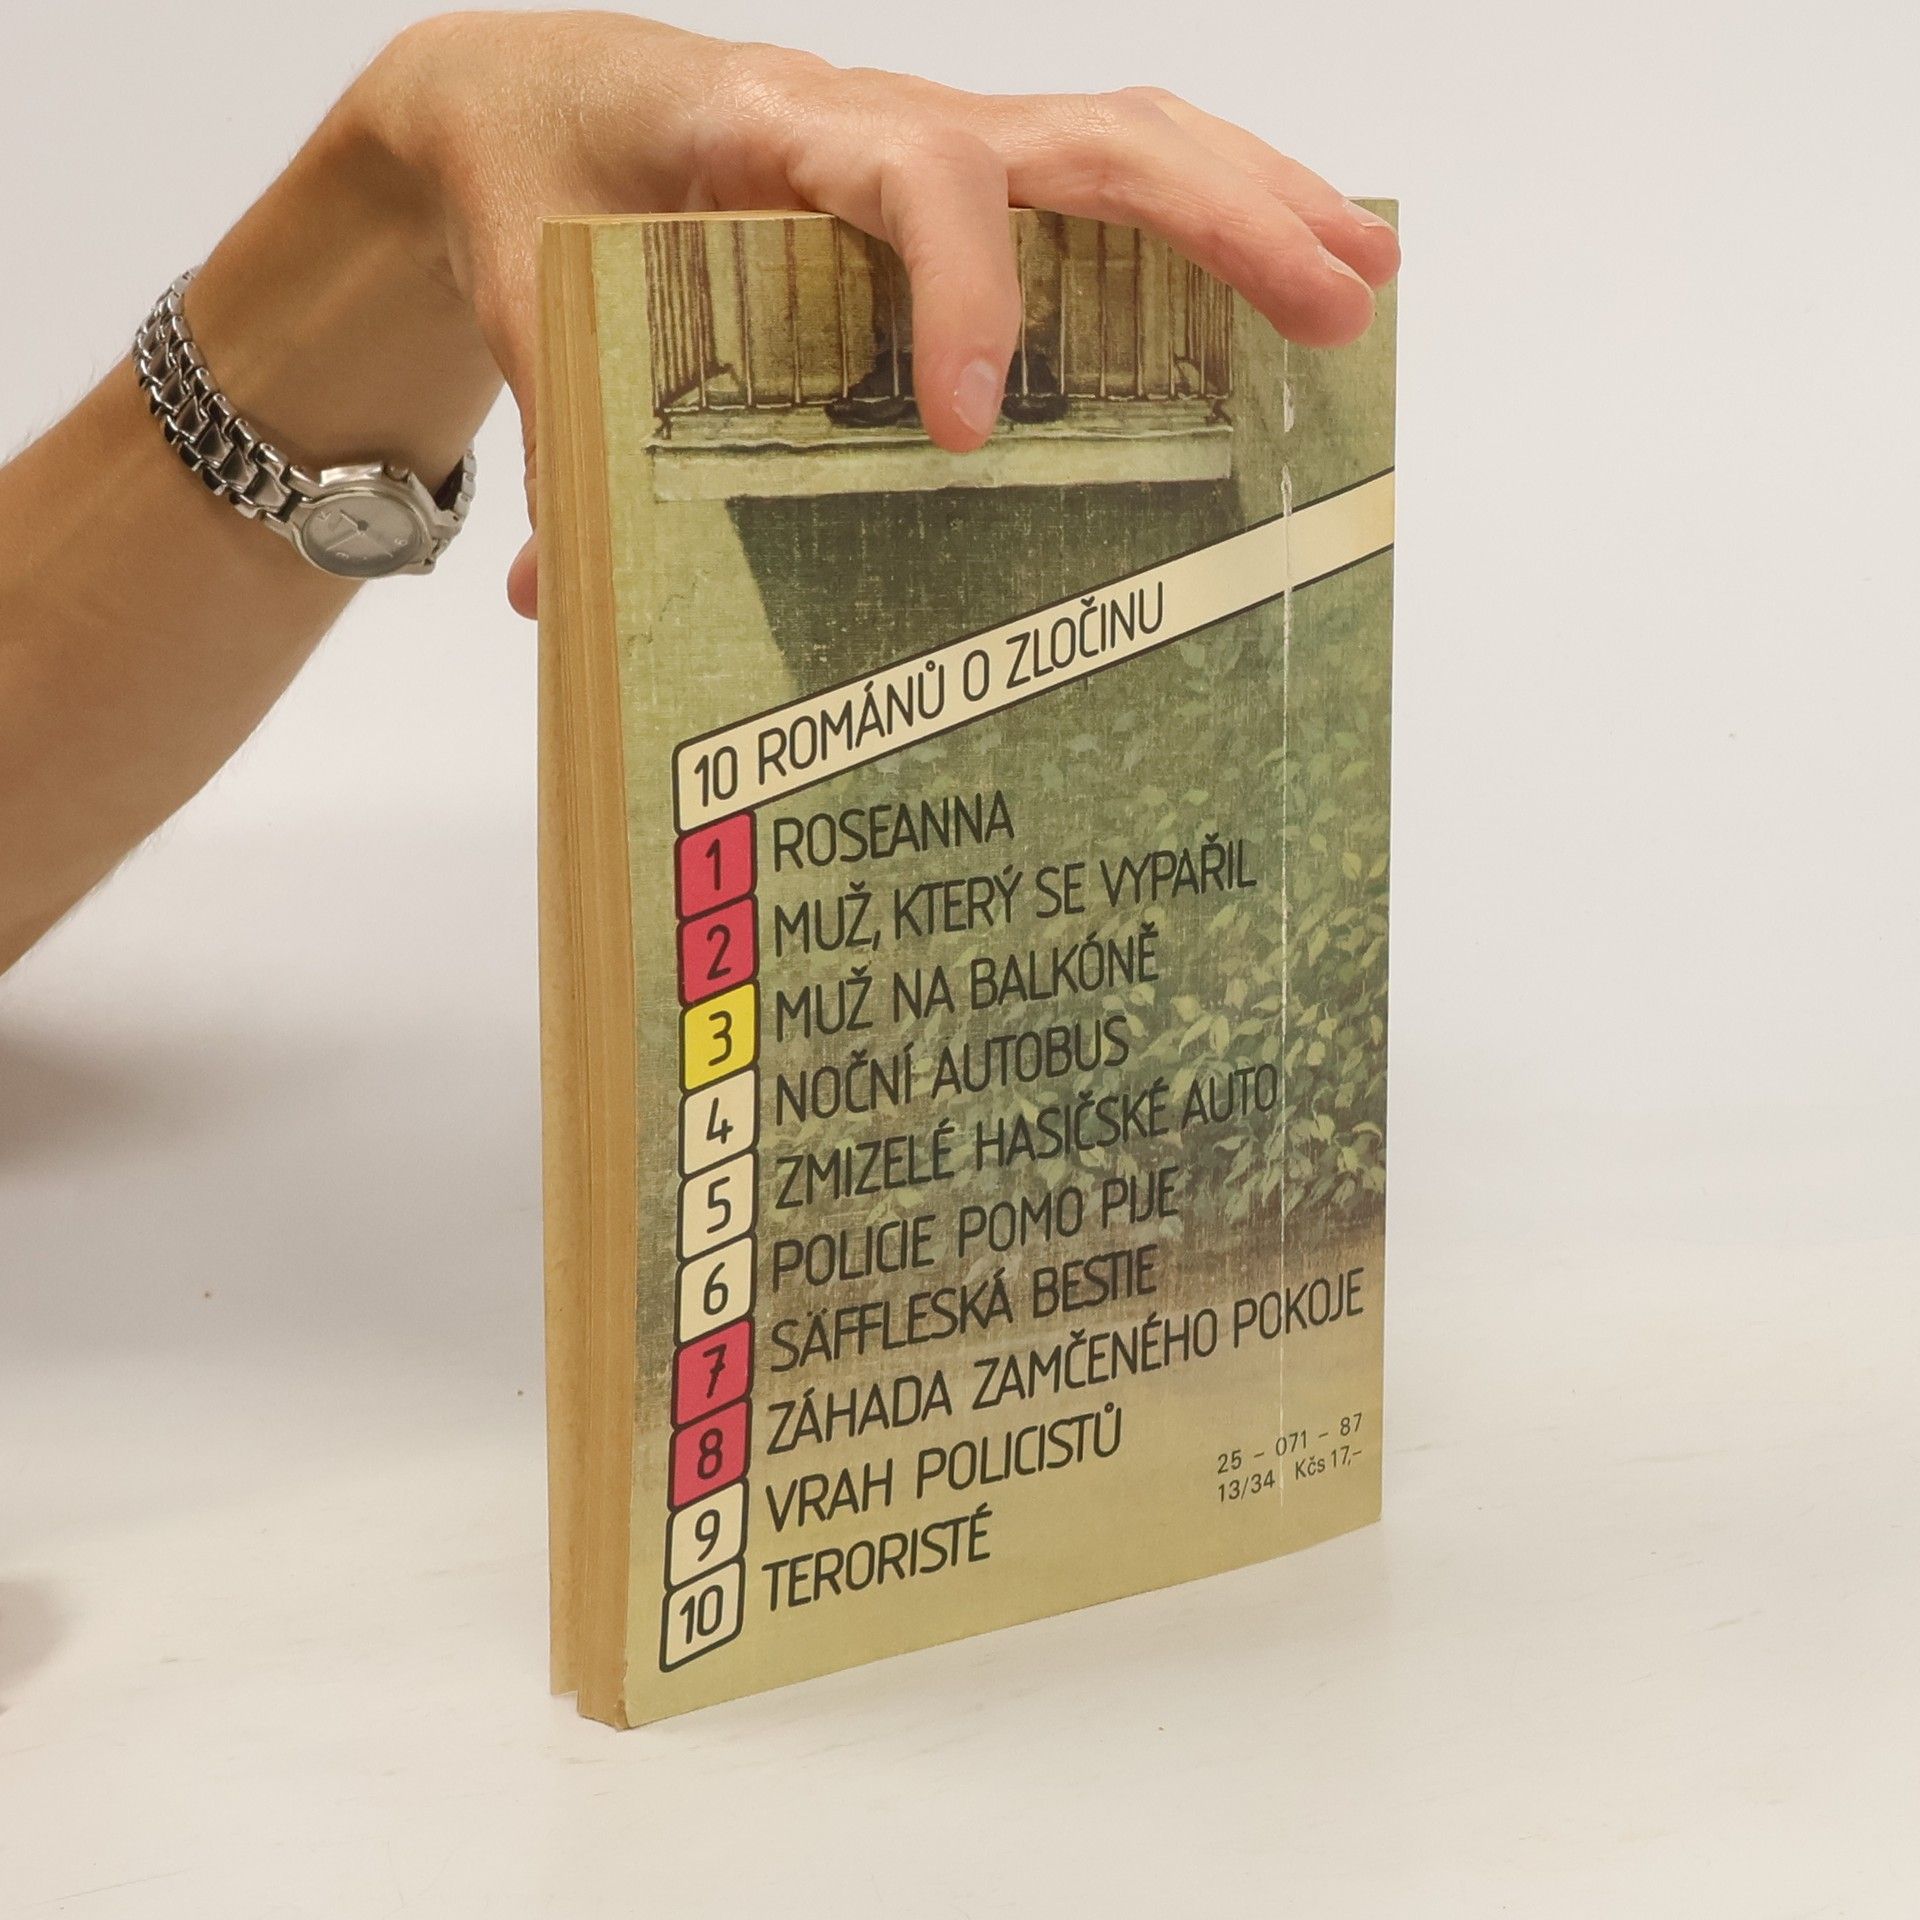 10 ROMÁNŮ O ZLOČINU
1 ROSEANNA
2 MUŽ, KTERÝ SE VYPAŘIL
3 MUŽ NA BALKÓNĚ
4 NOČNÍ AUTOBUS
5 ZMIZELÉ HASIČSKÉ AUTO
6 POLICIE POMO PIJE
7 SÄFFLESKÁ BESTIE
8 ZÁHADA ZAMČENÉHO POKOJE
9 VRAH POLICISTŮ
10 TERORISTÉ
25 – 071 – 87
13/34 Kčs 17,–